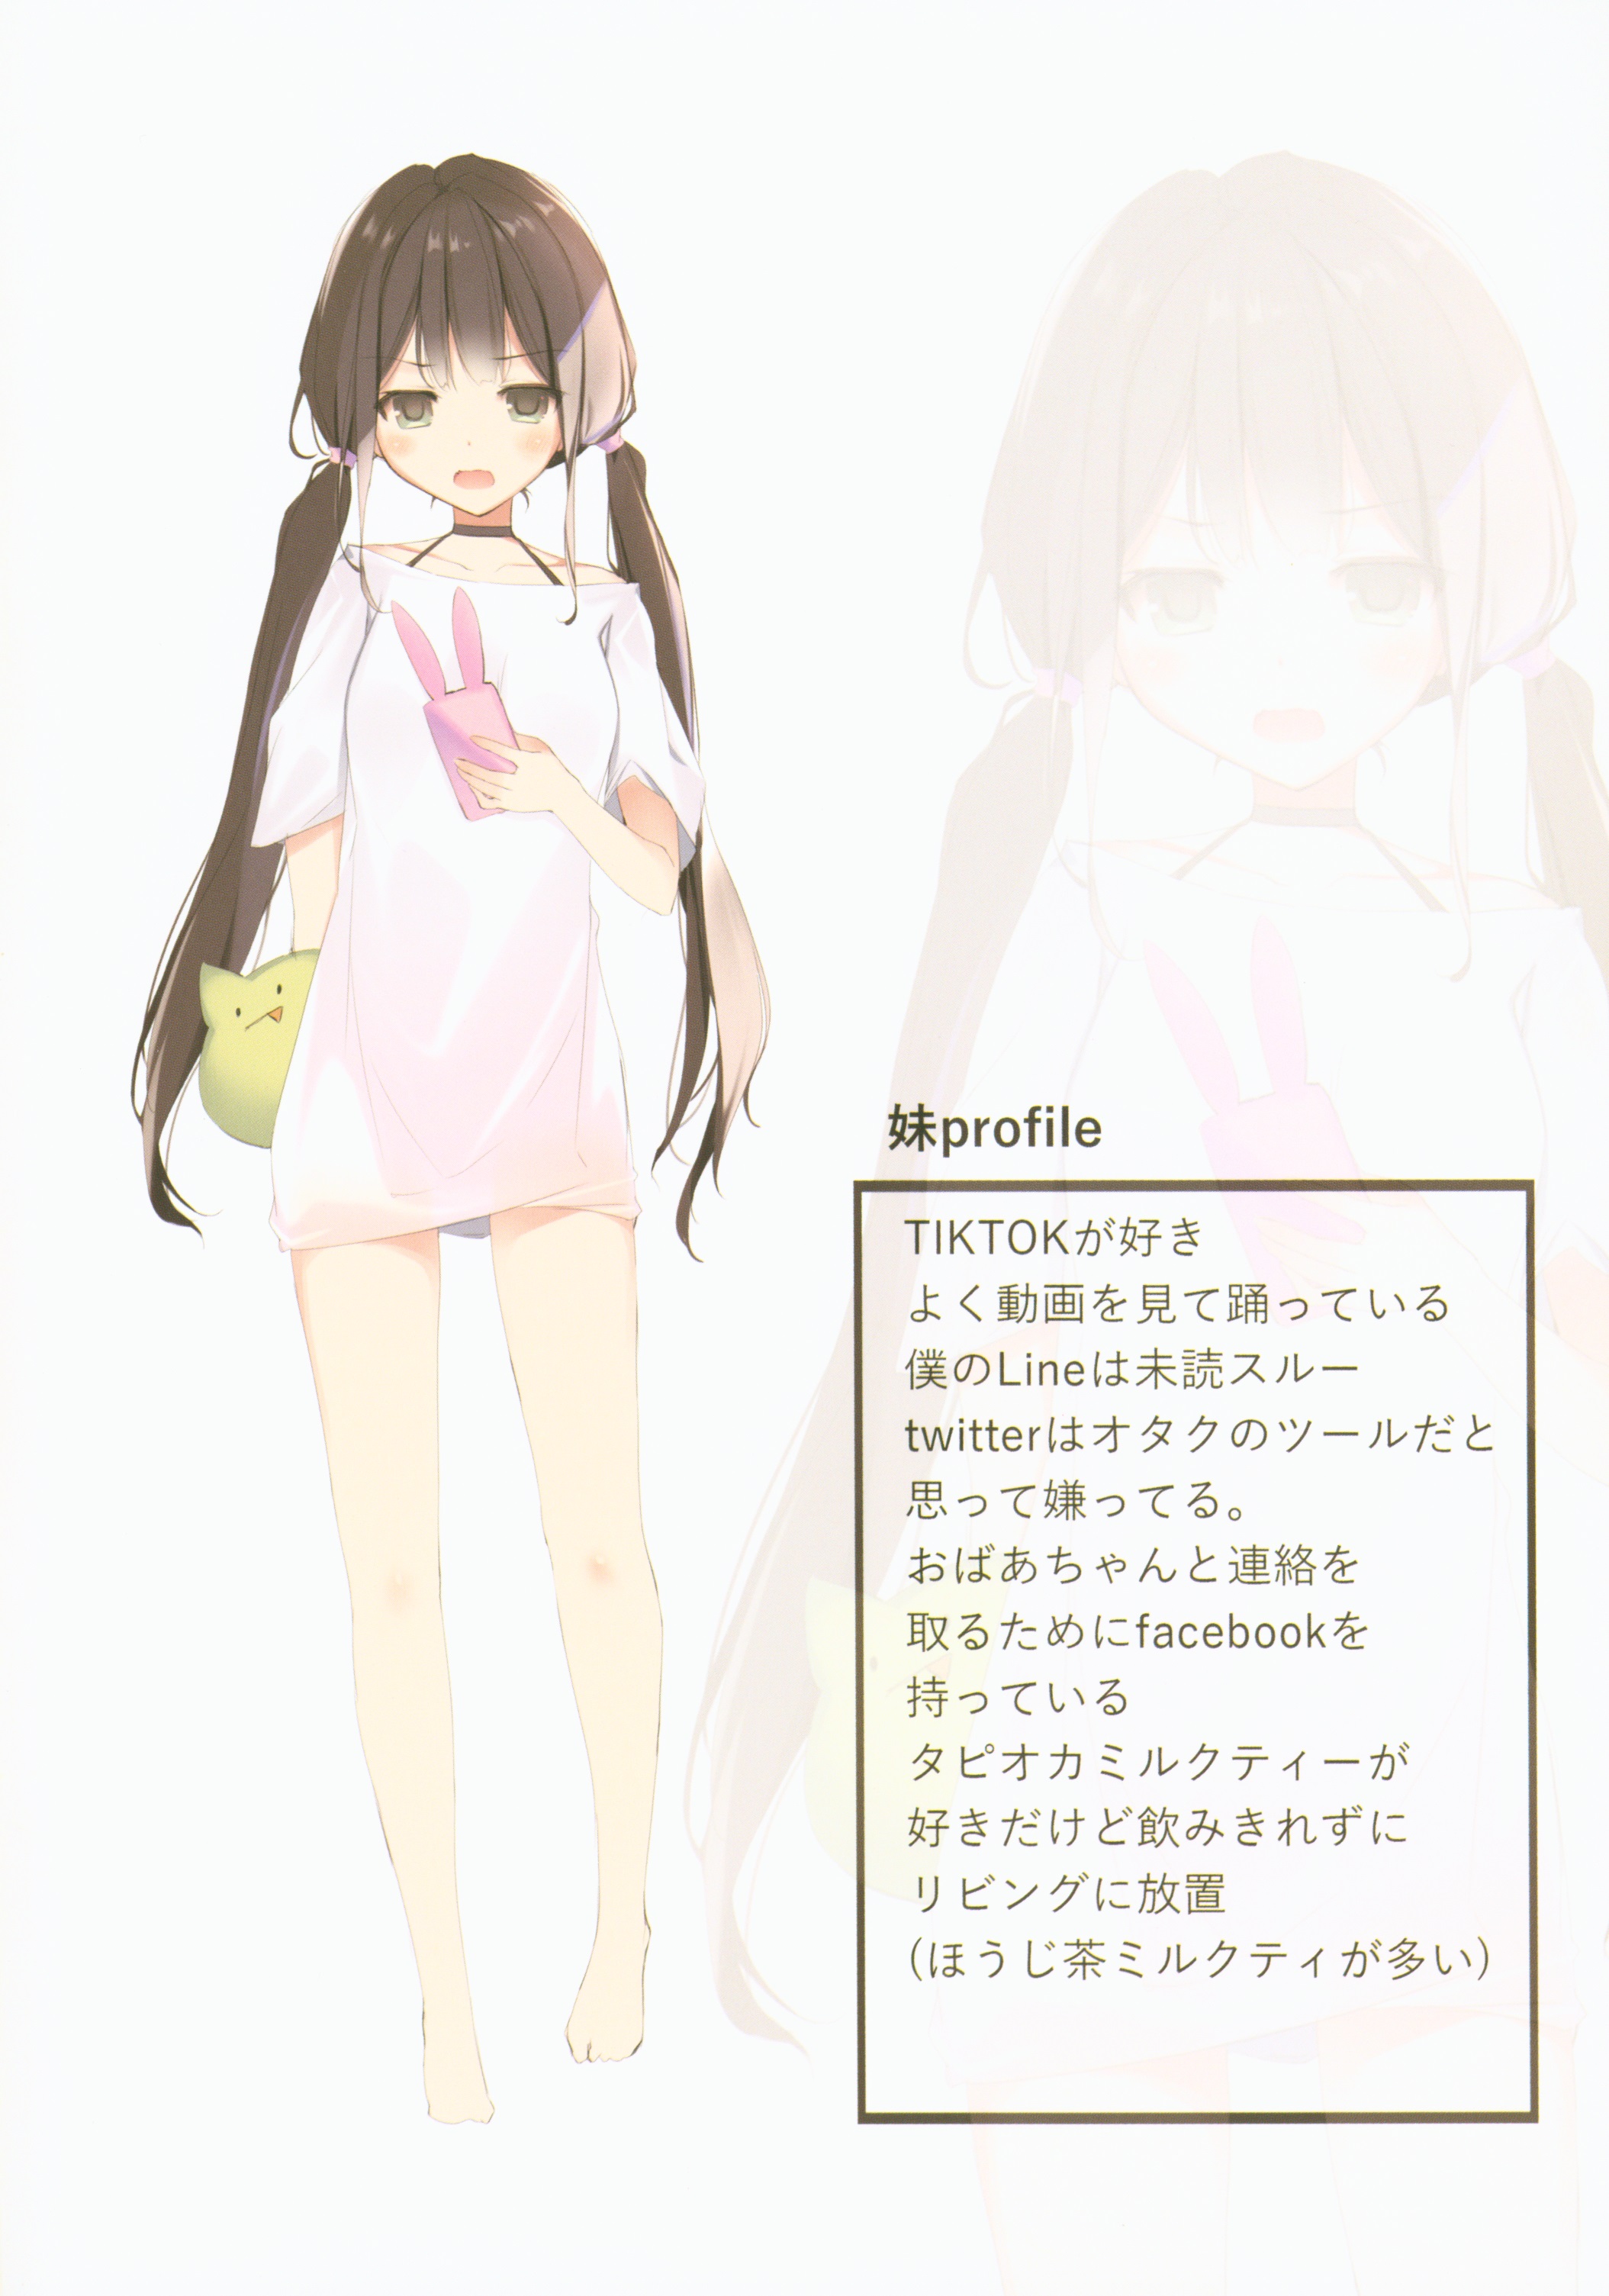 妹profile
TIKTOKが好き
よく動画を見て踊っている
僕のLineは未読スルー
twitterはオタクのツールだと
思って嫌ってる。
おばあちゃんと連絡を
取るためにfacebookを
持っている
タピオカミルクティーが
好きだけど飲みきれずに
リビングに放置
(ほうじ茶ミルクティが多い)